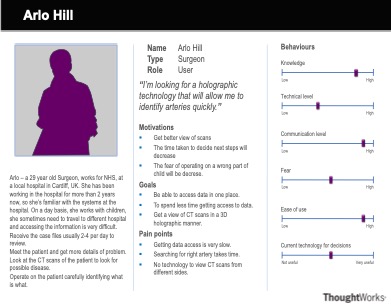 Arlo Hill
Name Arlo Hill
Type Surgeon
Role User
"I'm looking for a holographic
technology that will allow me to
identify arteries quickly."
Motivations
Get better view of scans
The time taken to decide next steps will
decrease
The fear of operating on a wrong part of
child will be decrese.
Goals
Be able to access data in one place.
To spend less time getting access to data.
Get a view of CT scans in a 3D
holographic manner.
Pain points
Getting data access is very slow.
Searching for right artery takes time.
No technology to view CT scans from
different sides.
Arlo – a 29 year old Surgeon, works for NHS, at
a local hospital in Cardiff, UK. She has been
working in the hospital for more than 2 years
now, so she's familiar with the systems at the
hospital. On a day basis, she works with children,
she sometimes need to travel to different hospital
and accessing the information is very difficult.
Receive the case files usually 2-4 per day to
review.
Meet the patient and get more details of problem.
Look at the CT scans of the patient to look for
possible disease.
Operate on the patient carefully identifying what
is what.
Behaviours
Knowledge
Low High
Technical level
Low High
Communication level
Low High
Fear
Low High
Ease of use
Low High
Current technology for decisions
Not useful Very useful
ThoughtWorks